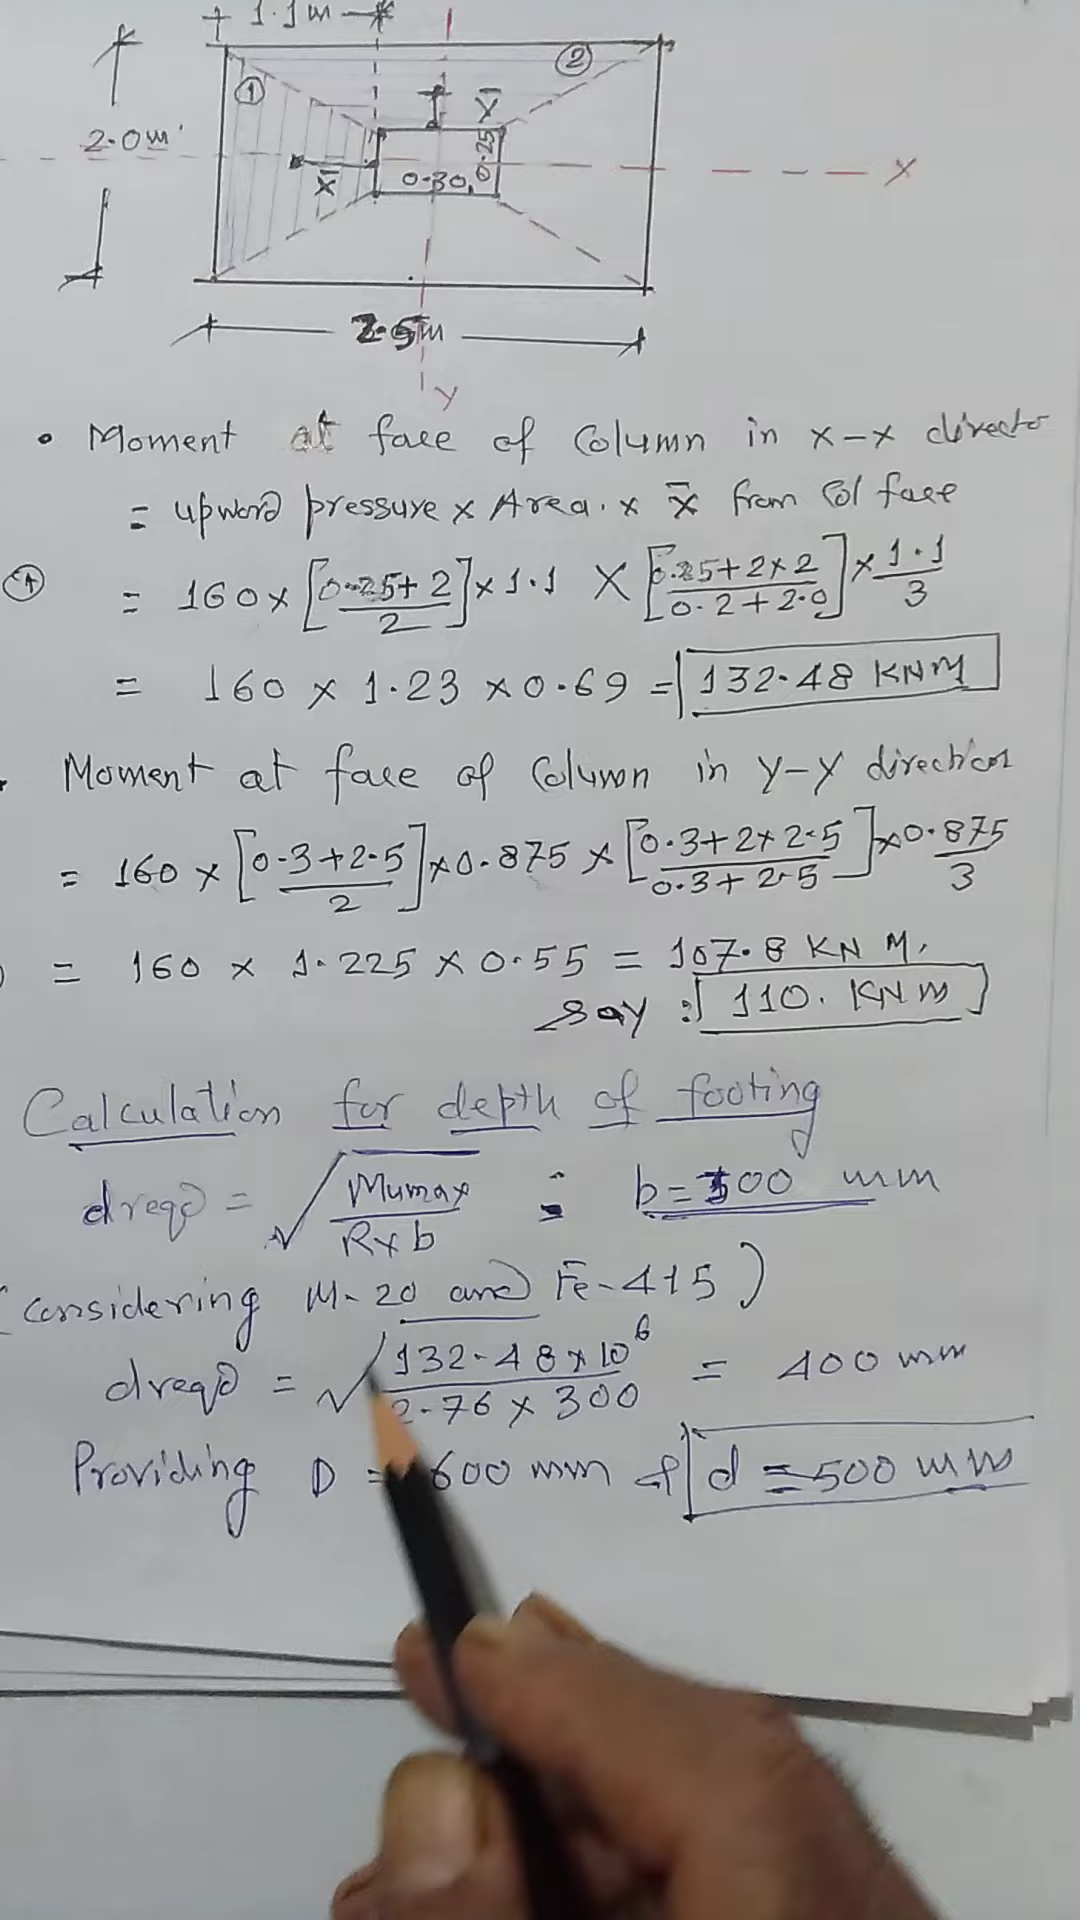 1.1m
①
②
2.0m
X̄
X̄
0.25
0.30
X
2.5m
Y
• Moment at face of Column in x-x directo
= upword pressure x Area. x x̄ from Col face
④ = 160 x [0.25+2 / 2] x 1.1 X [0.25+2x2 / 0.2+2.0] x 1.1 / 3
= 160 x 1.23 x 0.69 = 132.48 KNM
Moment at face of Column in Y-Y direction
= 160 x [0.3+2.5 / 2] x 0.875 x [0.3+2x2.5 / 0.3+2.5] x 0.875 / 3
= 160 x 1.225 x 0.55 = 107.8 KN M.
Say : 110. KNM
Calculation for depth of footing
dreqd = √ Mumax / Rxb : b= 300 mm
(Considering M-20 and Fe-415)
dreqd = √ 132.48x10⁶ / 2.76 x 300 = 400 mm
Providing D = 600 mm & d = 500 mm